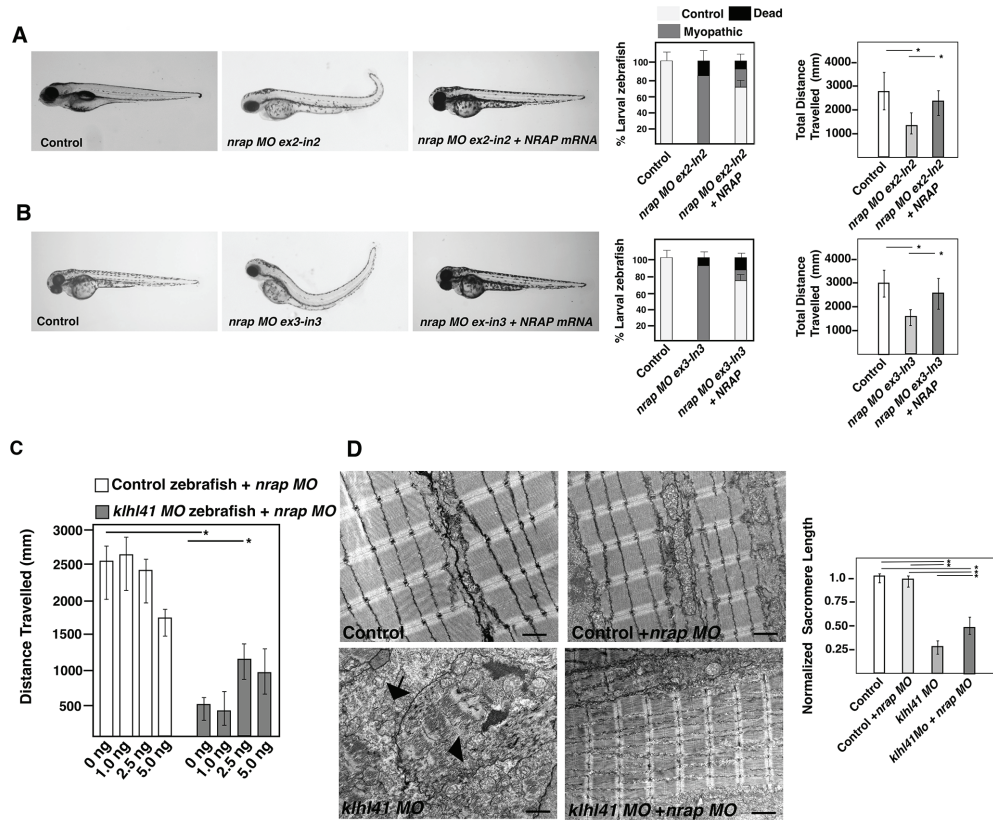 A
Control
nrap MO ex2-in2
nrap MO ex2-in2 + NRAP mRNA
Control
Dead
Myopathic
% Larval zebrafish
100
80
60
40
20
Control
nrap MO ex2-In2
nrap MO ex2-In2
+ NRAP
Total Distance
Travelled (mm)
4000
3000
2000
1000
*
*
Control
nrap MO ex2-In2
nrap MO ex2-In2
+ NRAP
B
Control
nrap MO ex3-in3
nrap MO ex-in3 + NRAP mRNA
% Larval zebrafish
100
80
60
40
20
Control
nrap MO ex3-In3
nrap MO ex3-In3
+ NRAP
Total Distance
Travelled (mm)
4000
3000
2000
1000
*
*
Control
nrap MO ex3-In3
nrap MO ex3-In3
+ NRAP
C
Control zebrafish + nrap MO
klhl41 MO zebrafish + nrap MO
Distance Travelled (mm)
3000
2500
2000
1500
1000
500
*
*
0 ng
1.0 ng
2.5 ng
5.0 ng
0 ng
1.0 ng
2.5 ng
5.0 ng
D
Control
Control +nrap MO
klhl41 MO
klhl41 MO +nrap MO
Normalized Sacromere Length
1.0
0.75
0.50
0.25
*
*
*
*
*
Control
Control +nrap MO
klhl41 MO
klhl41Mo + nrap MO